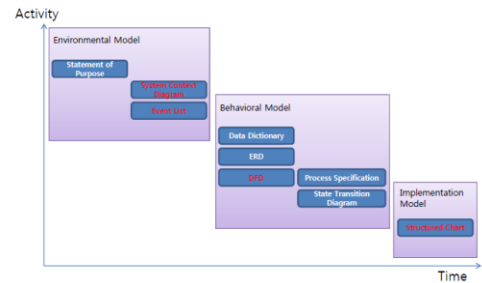 Activity
Environmental Model
Statement of
Purpose
System Context
Diagram
Event List
Behavioral Model
Data Dictionary
ERD
DFD
Process Specification
State Transition
Diagram
Implementation
Model
Structured Chart
Time